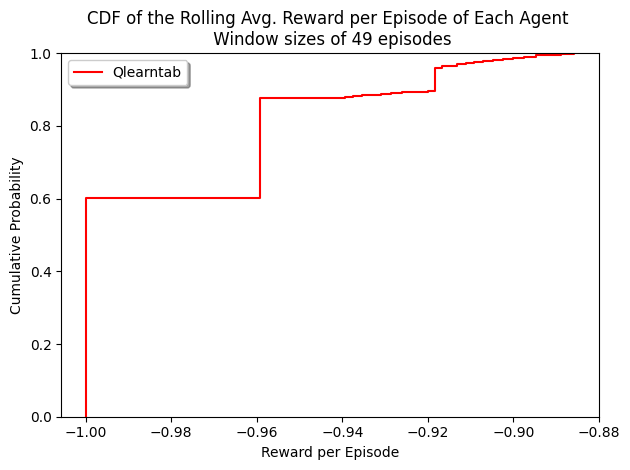 CDF of the Rolling Avg. Reward per Episode of Each Agent
Window sizes of 49 episodes
Qlearntab
Cumulative Probability
1.0
0.8
0.6
0.4
0.2
0.0
−1.00
−0.98
−0.96
−0.94
−0.92
−0.90
−0.88
Reward per Episode